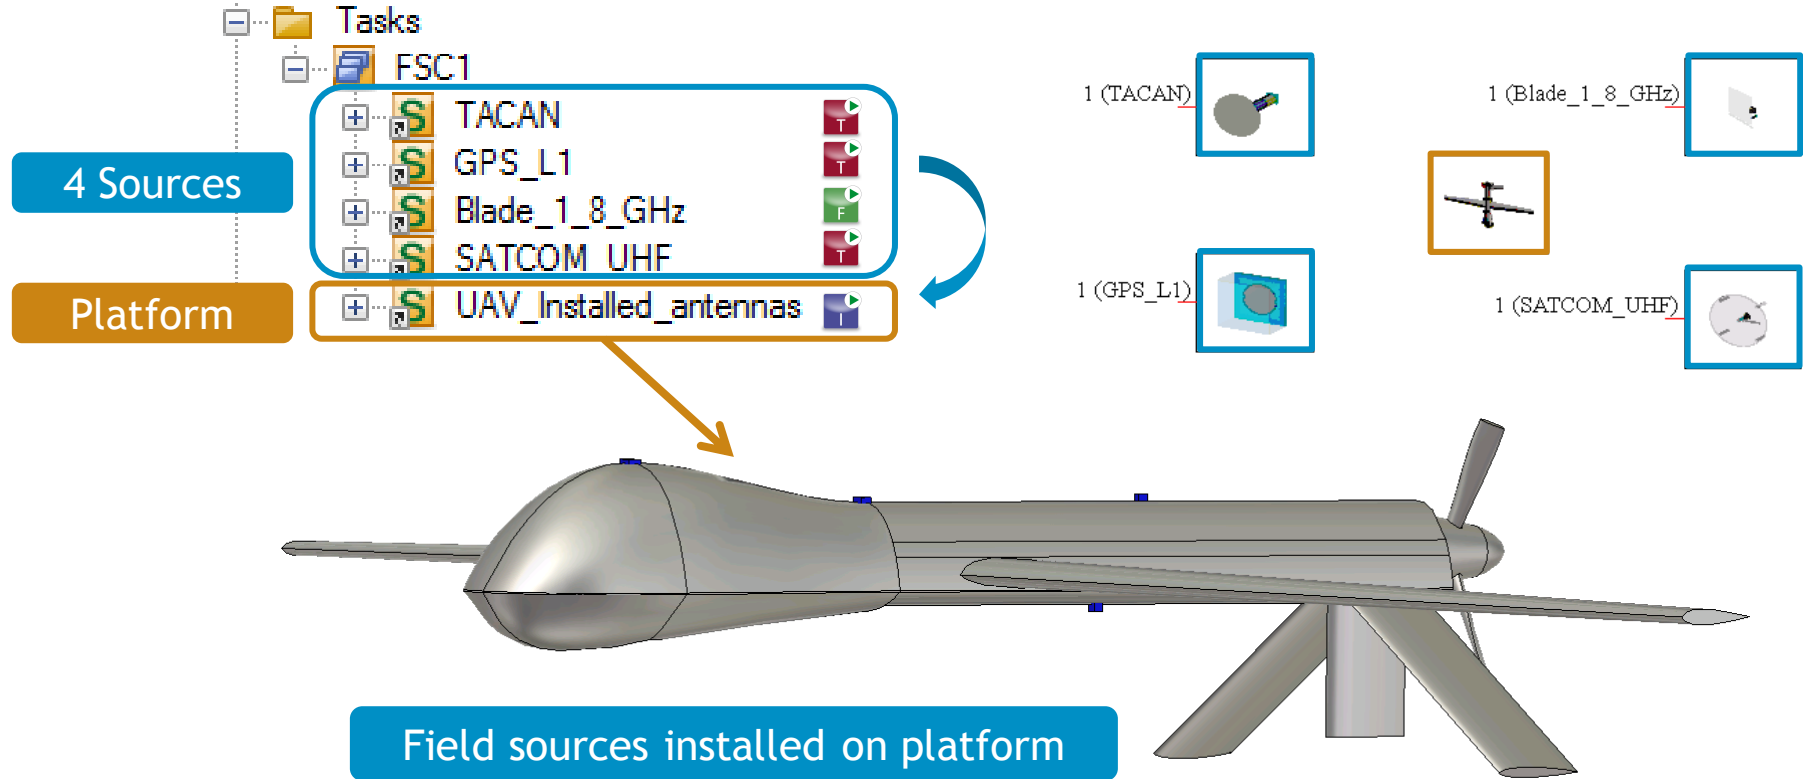 Tasks
FSC1
TACAN
T
GPS_L1
T
Blade_1_8_GHz
F
SATCOM_UHF
T
UAV_Installed_antennas
I
4 Sources
Platform
1 (TACAN)
1 (Blade_1_8_GHz)
1 (GPS_L1)
1 (SATCOM_UHF)
Field sources installed on platform